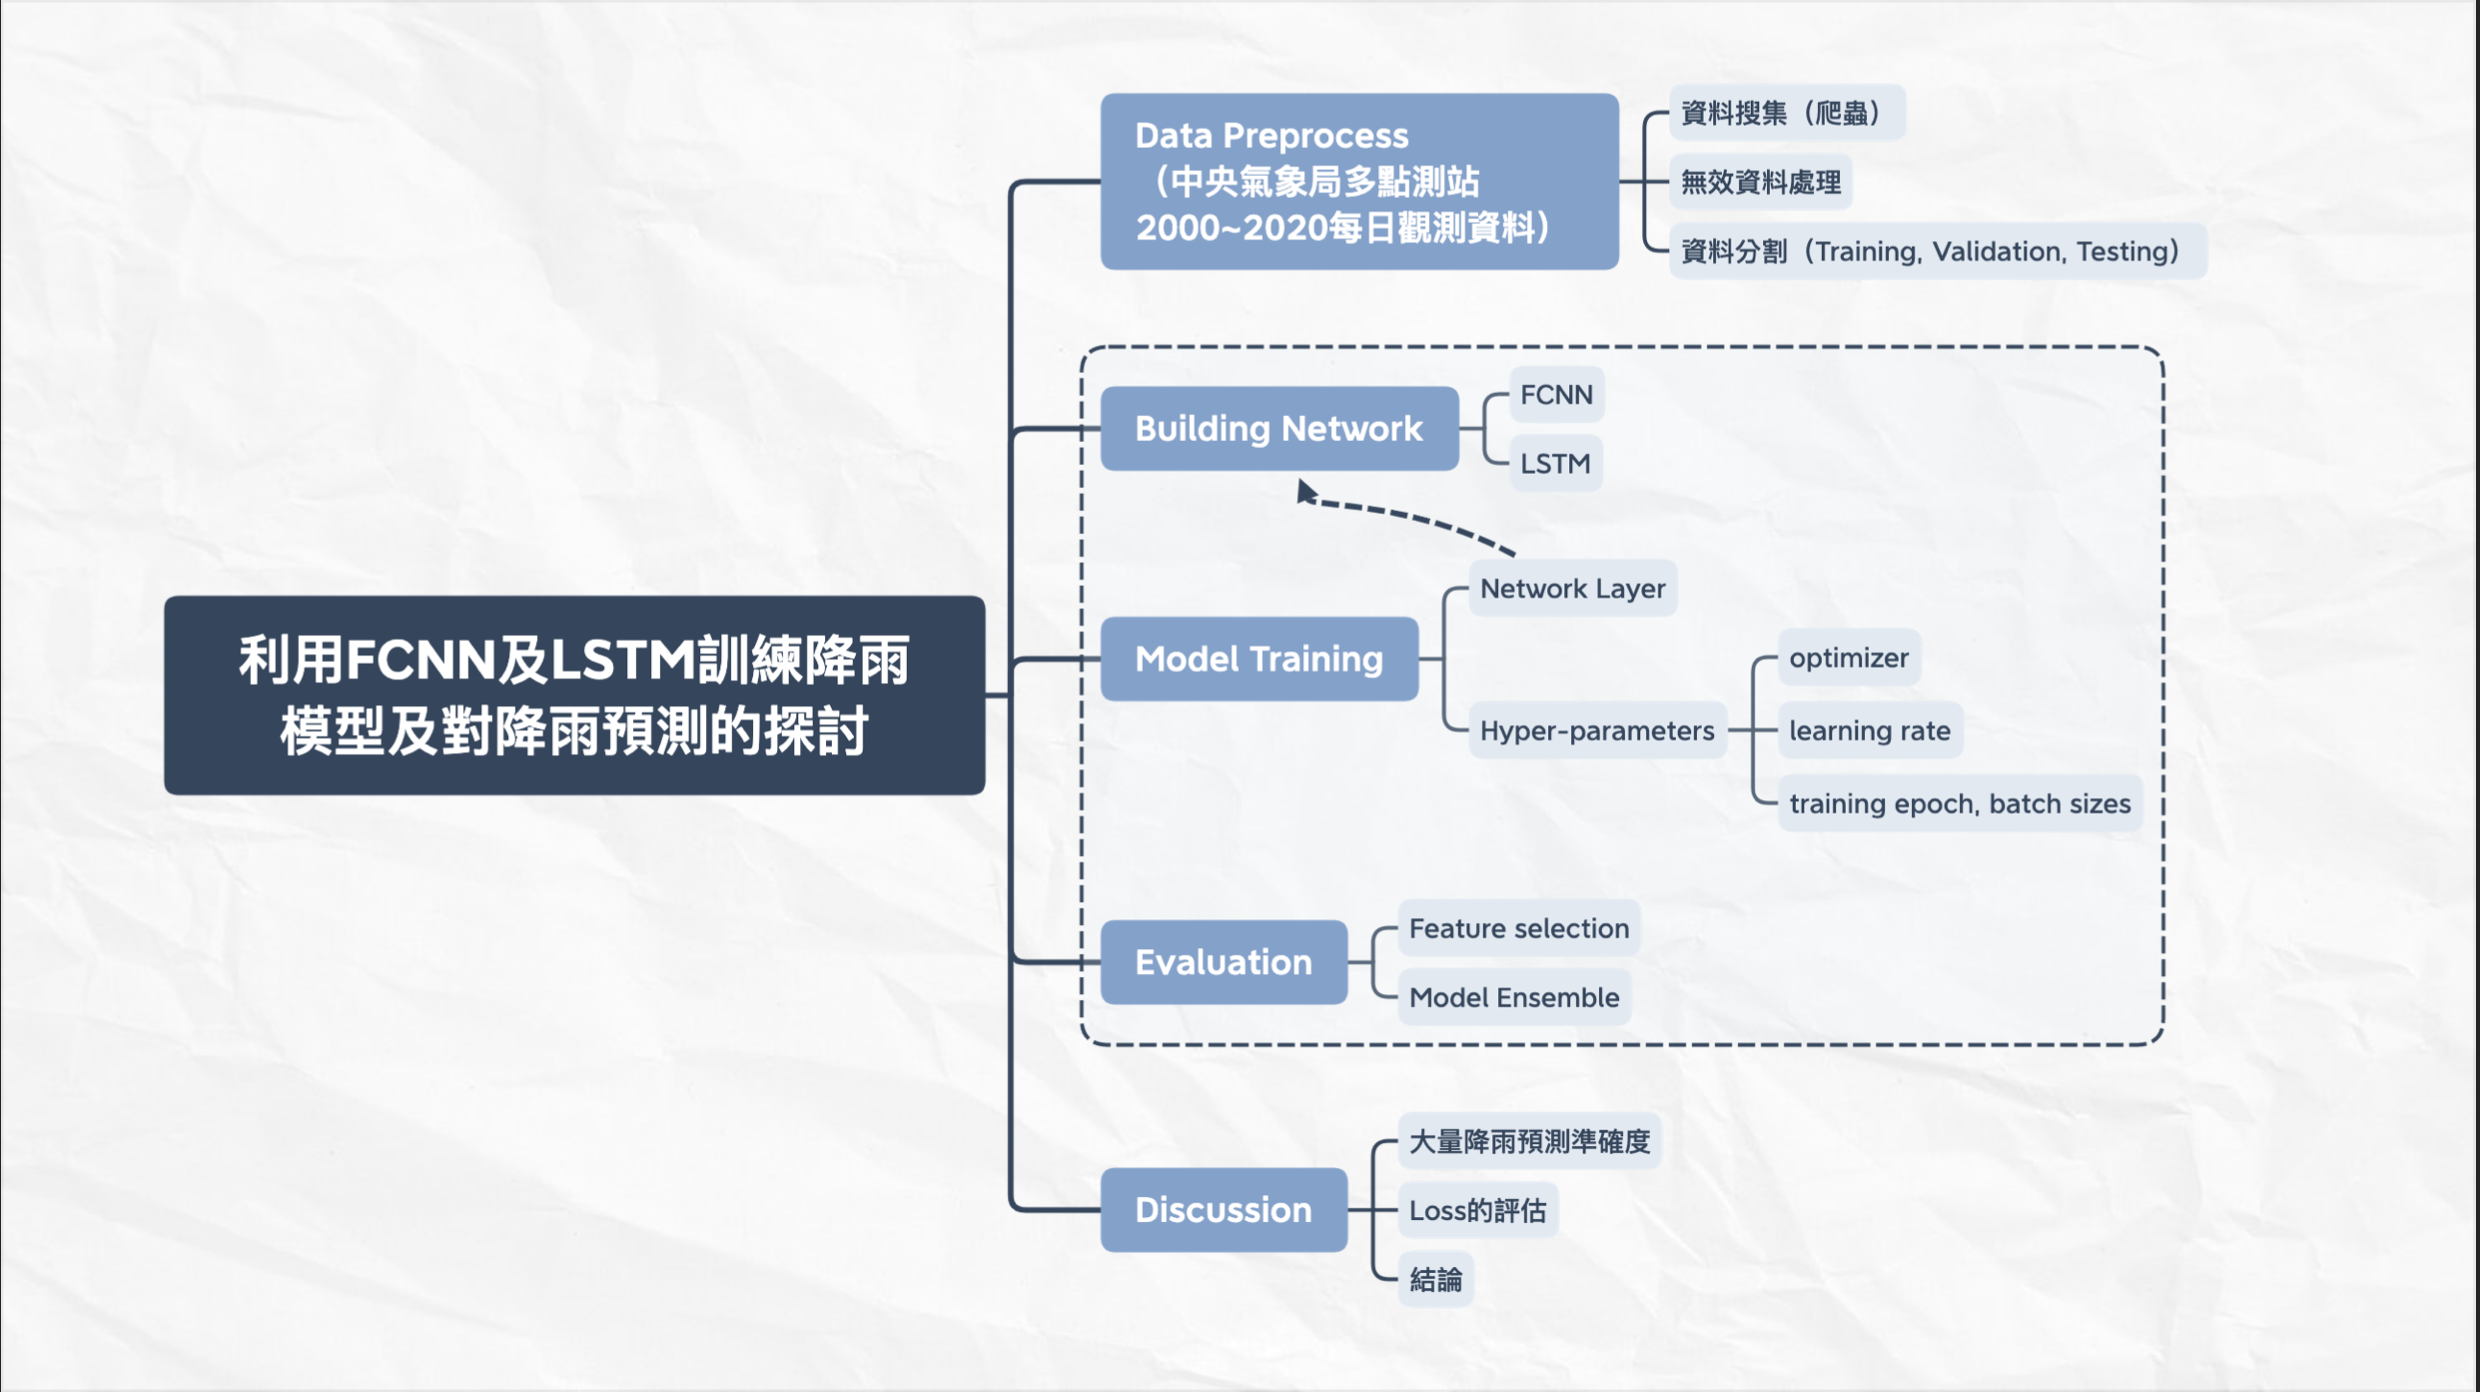 利用FCNN及LSTM訓練降雨
模型及對降雨預測的探討
Data Preprocess
（中央氣象局多點測站
2000~2020每日觀測資料）
資料搜集（爬蟲）
無效資料處理
資料分割（Training, Validation, Testing）
Building Network
FCNN
LSTM
Model Training
Network Layer
Hyper-parameters
optimizer
learning rate
training epoch, batch sizes
Evaluation
Feature selection
Model Ensemble
Discussion
大量降雨預測準確度
Loss的評估
結論